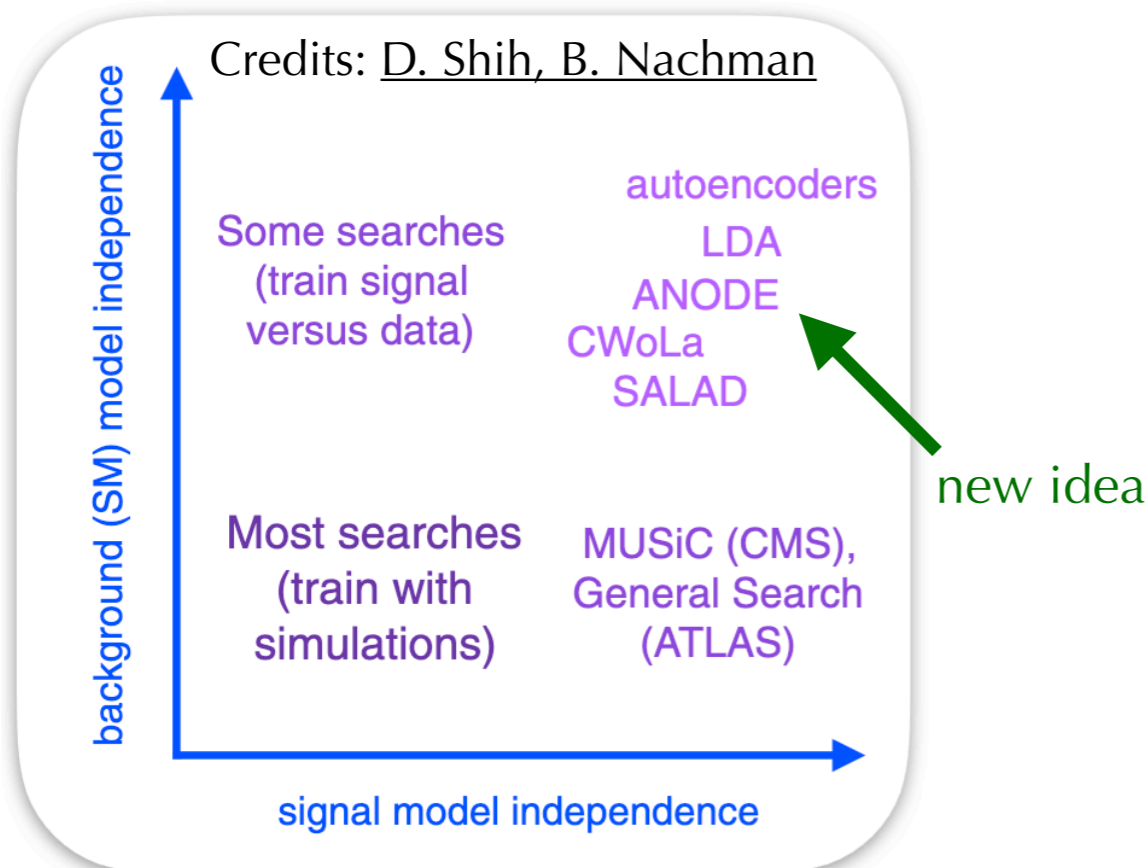 Credits: D. Shih, B. Nachman
background (SM) model independence
autoencoders
LDA
ANODE
CWoLa
SALAD
Some searches
(train signal
versus data)
new idea
Most searches
(train with
simulations)
MUSiC (CMS),
General Search
(ATLAS)
signal model independence